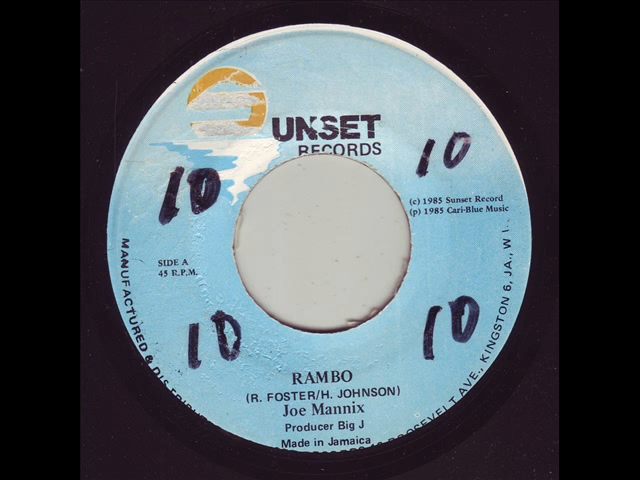 UNSET
RECORDS
10
10
(c) 1985 Sunset Record
(p) 1985 Cari-Blue Music
SIDE A
45 R.P.M.
10
10
RAMBO
(R. FOSTER/H. JOHNSON)
Joe Mannix
Producer Big J
Made in Jamaica
MANUFACTURED & ROOSEVELT AVE., KINGSTON 6, JA., W I.